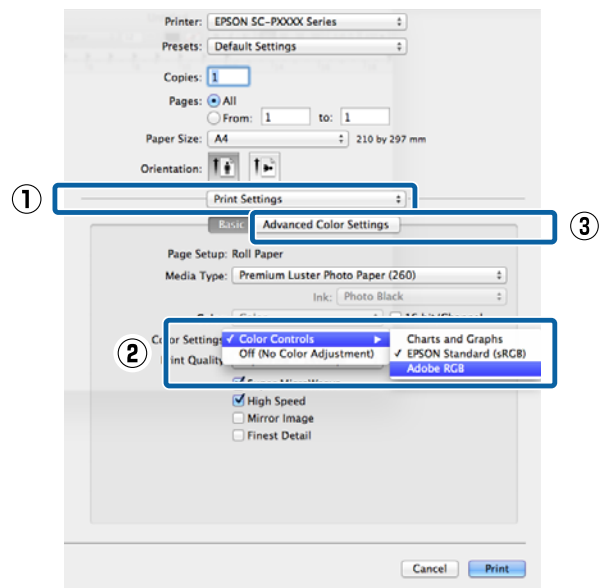 Printer: EPSON SC-PXXXX Series
Presets: Default Settings
Copies: 1
Pages: All
From: 1 to: 1
Paper Size: A4 210 by 297 mm
Orientation:
① Print Settings
Basic Advanced Color Settings ③
Page Setup: Roll Paper
Media Type: Premium Luster Photo Paper (260)
Ink: Photo Black
Color Settings ✓ Color Controls ▶ Charts and Graphs
② Off (No Color Adjustment) ✓ EPSON Standard (sRGB)
Print Quality Adobe RGB
High Speed
Mirror Image
Finest Detail
Cancel Print